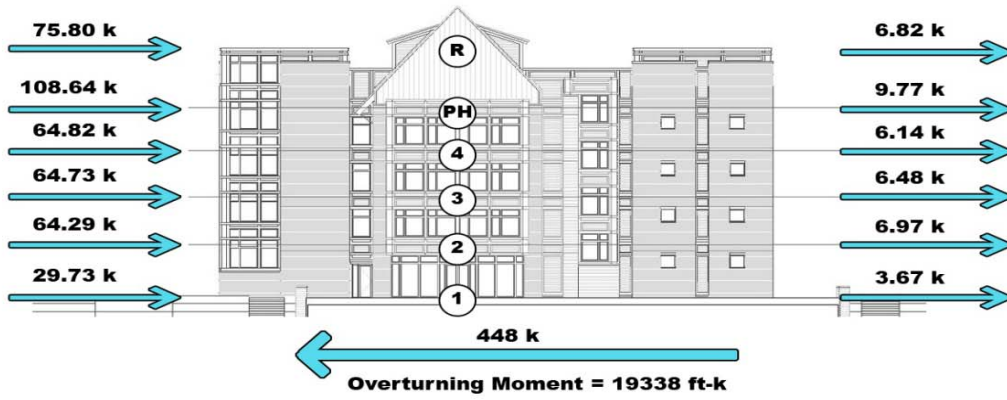 75.80 k
6.82 k
R
108.64 k
9.77 k
PH
64.82 k
6.14 k
4
64.73 k
6.48 k
3
64.29 k
6.97 k
2
29.73 k
3.67 k
1
448 k
Overturning Moment = 19338 ft-k